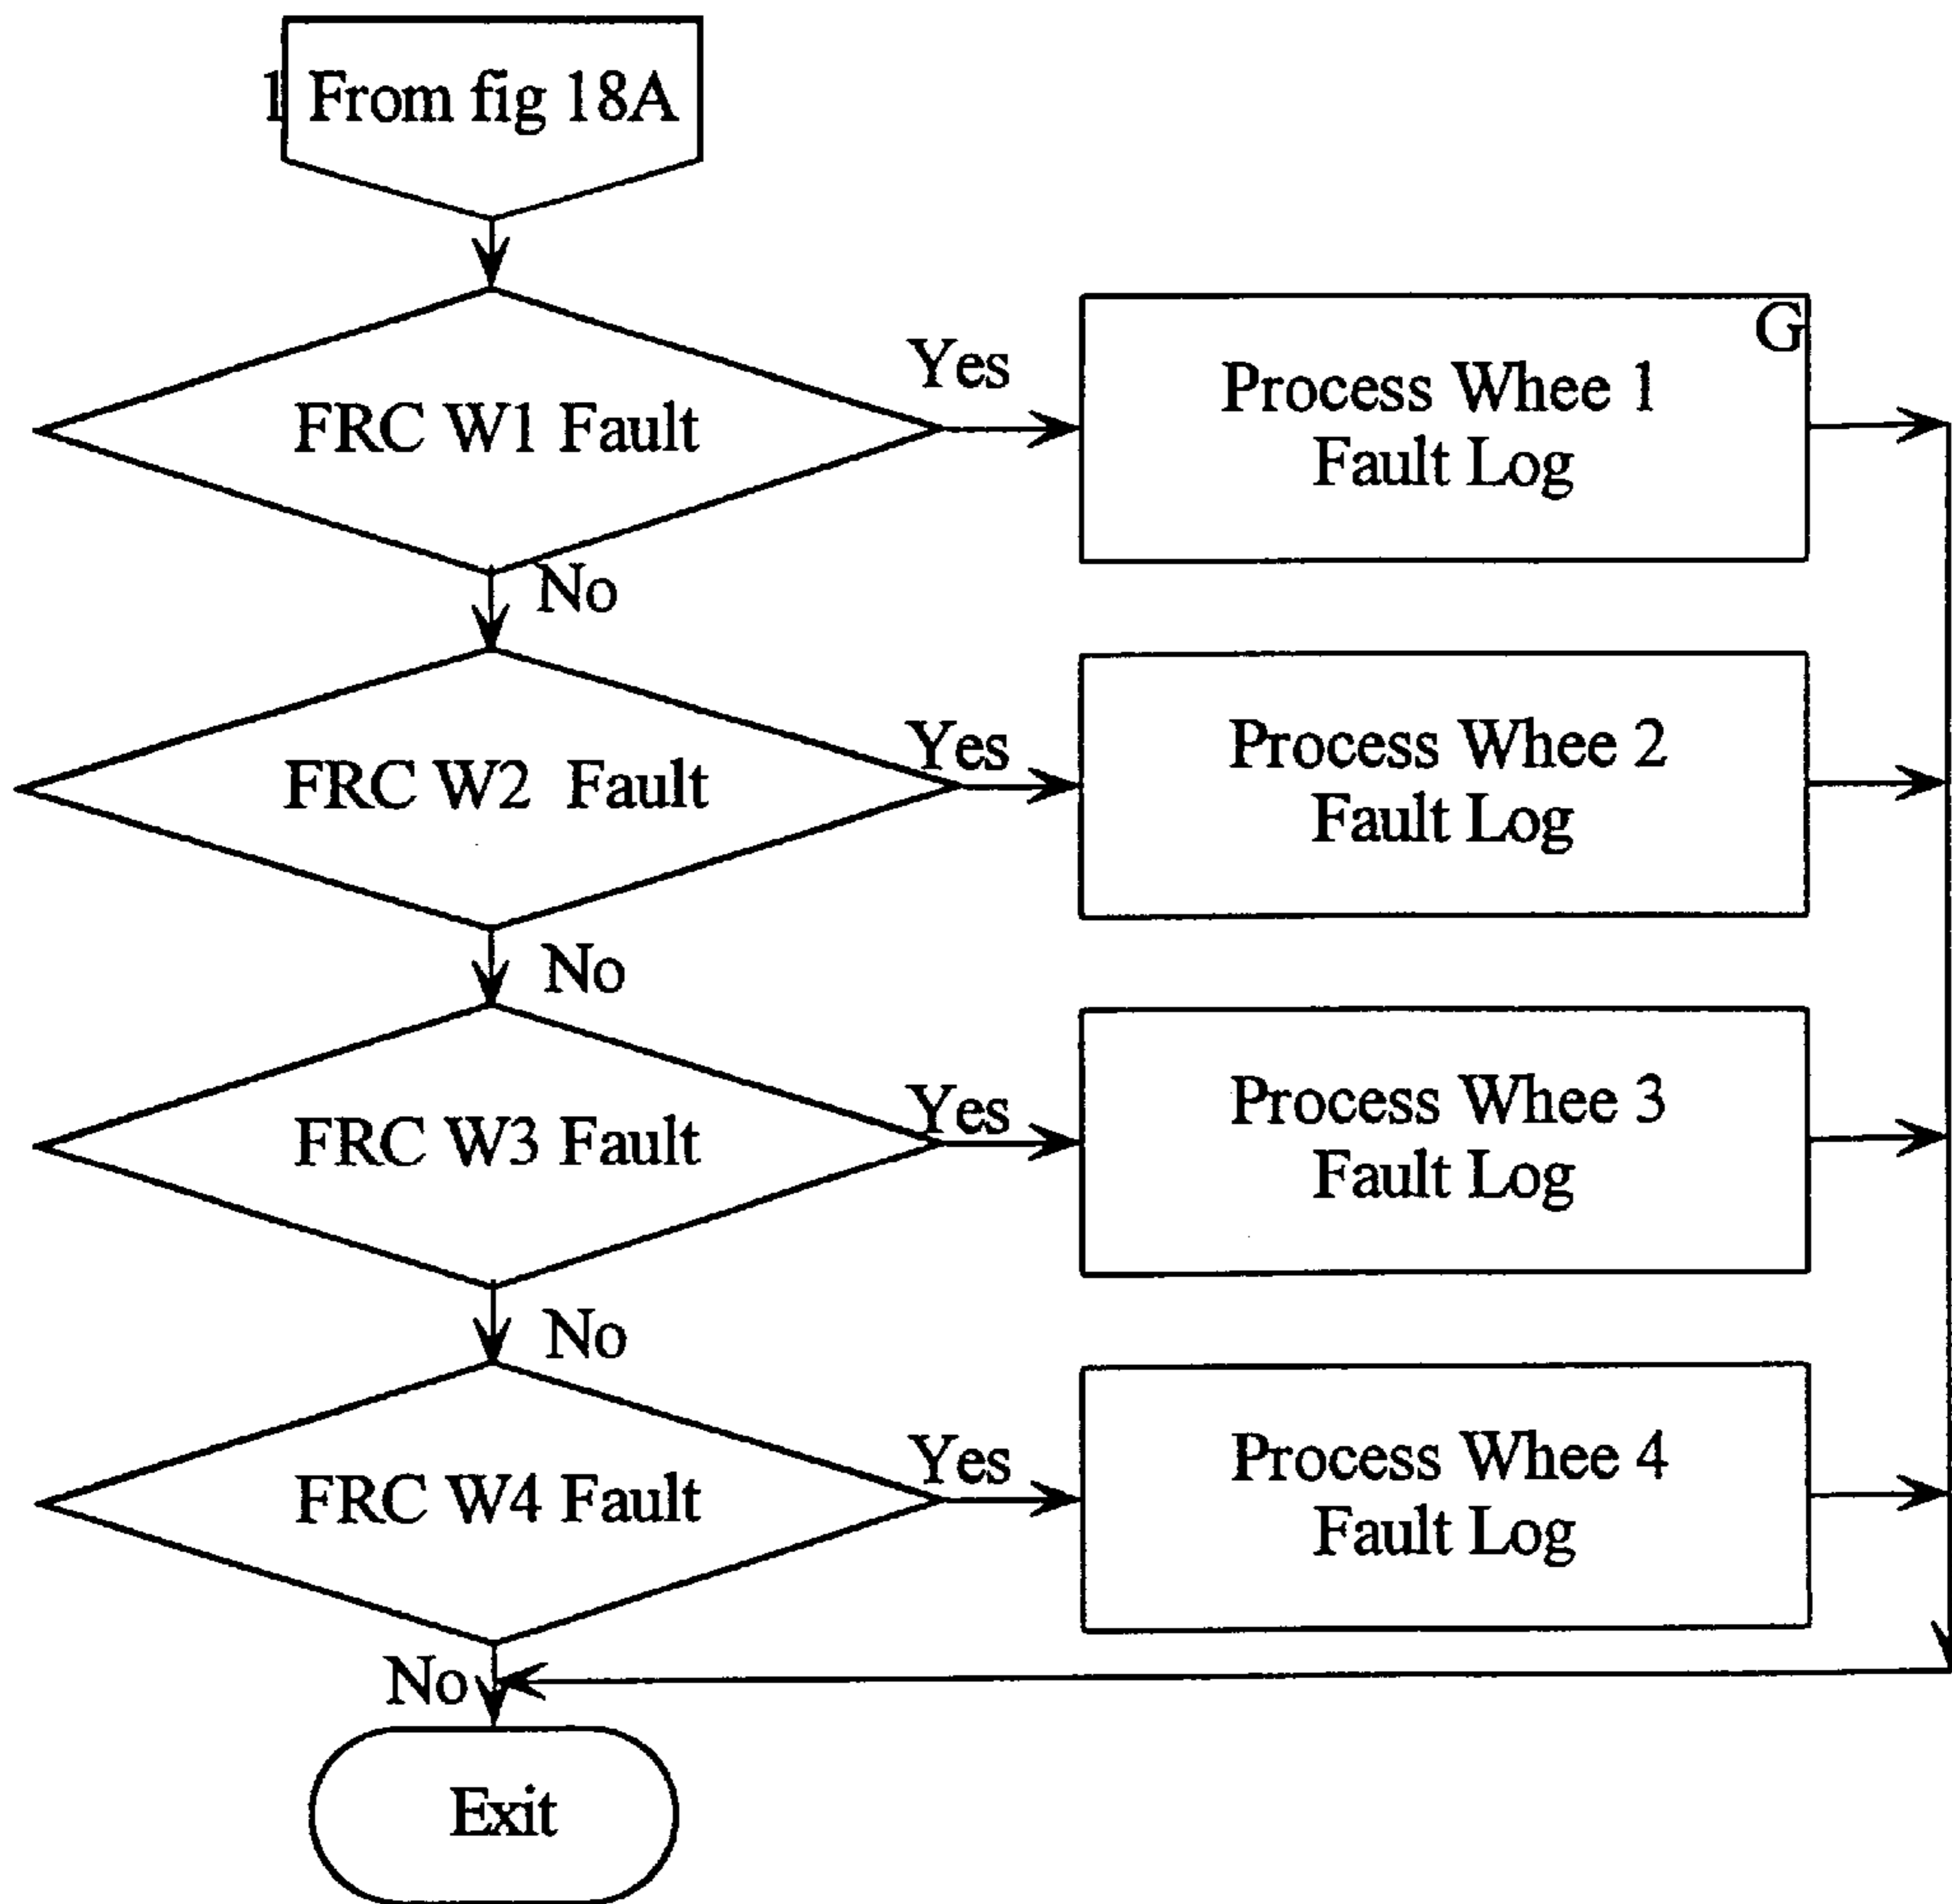 1 From fig 18A
FRC W1 Fault
Yes
G
Process Whee 1
Fault Log
No
FRC W2 Fault
Yes
Process Whee 2
Fault Log
No
FRC W3 Fault
Yes
Process Whee 3
Fault Log
No
FRC W4 Fault
Yes
Process Whee 4
Fault Log
No
Exit